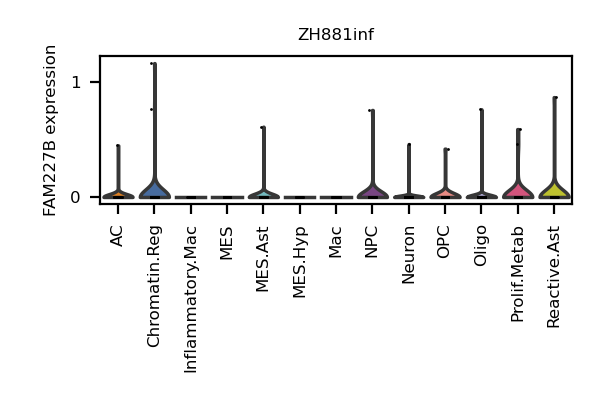 ZH881inf
FAM227B expression
1
0
AC
Chromatin.Reg
Inflammatory.Mac
MES
MES.Ast
MES.Hyp
Mac
NPC
Neuron
OPC
Oligo
Prolif.Metab
Reactive.Ast